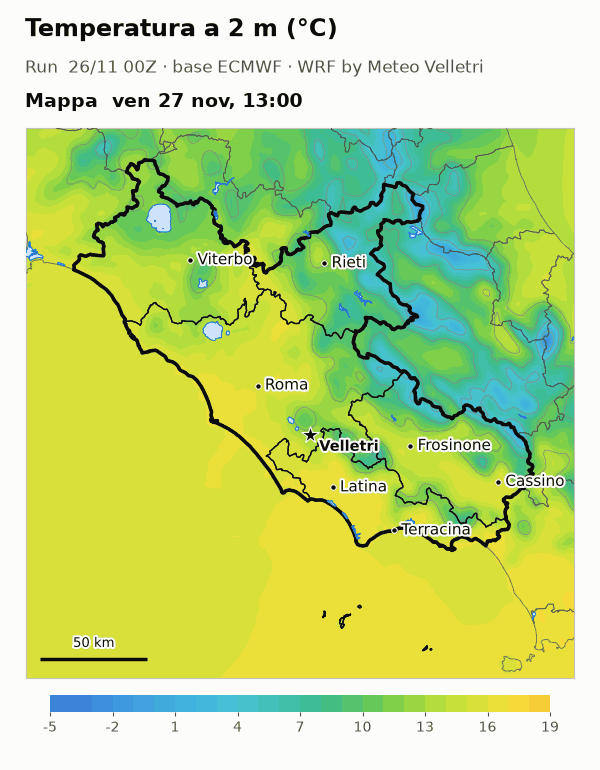 Temperatura a 2 m (°C)
Run  26/11 00Z · base ECMWF · WRF by Meteo Velletri
Mappa  ven 27 nov, 13:00
Viterbo
Rieti
Roma
Velletri
Frosinone
Latina
Cassino
Terracina
50 km
-5 -2 1 4 7 10 13 16 19